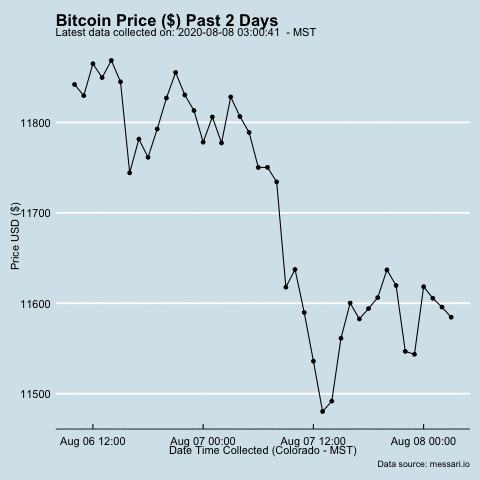 Bitcoin Price ($) Past 2 Days
Latest data collected on: 2020-08-08 03:00:41 - MST
Price USD ($)
11800
11700
11600
11500
Aug 06 12:00 Aug 07 00:00 Aug 07 12:00 Aug 08 00:00
Date Time Collected (Colorado - MST)
Data source: messari.io